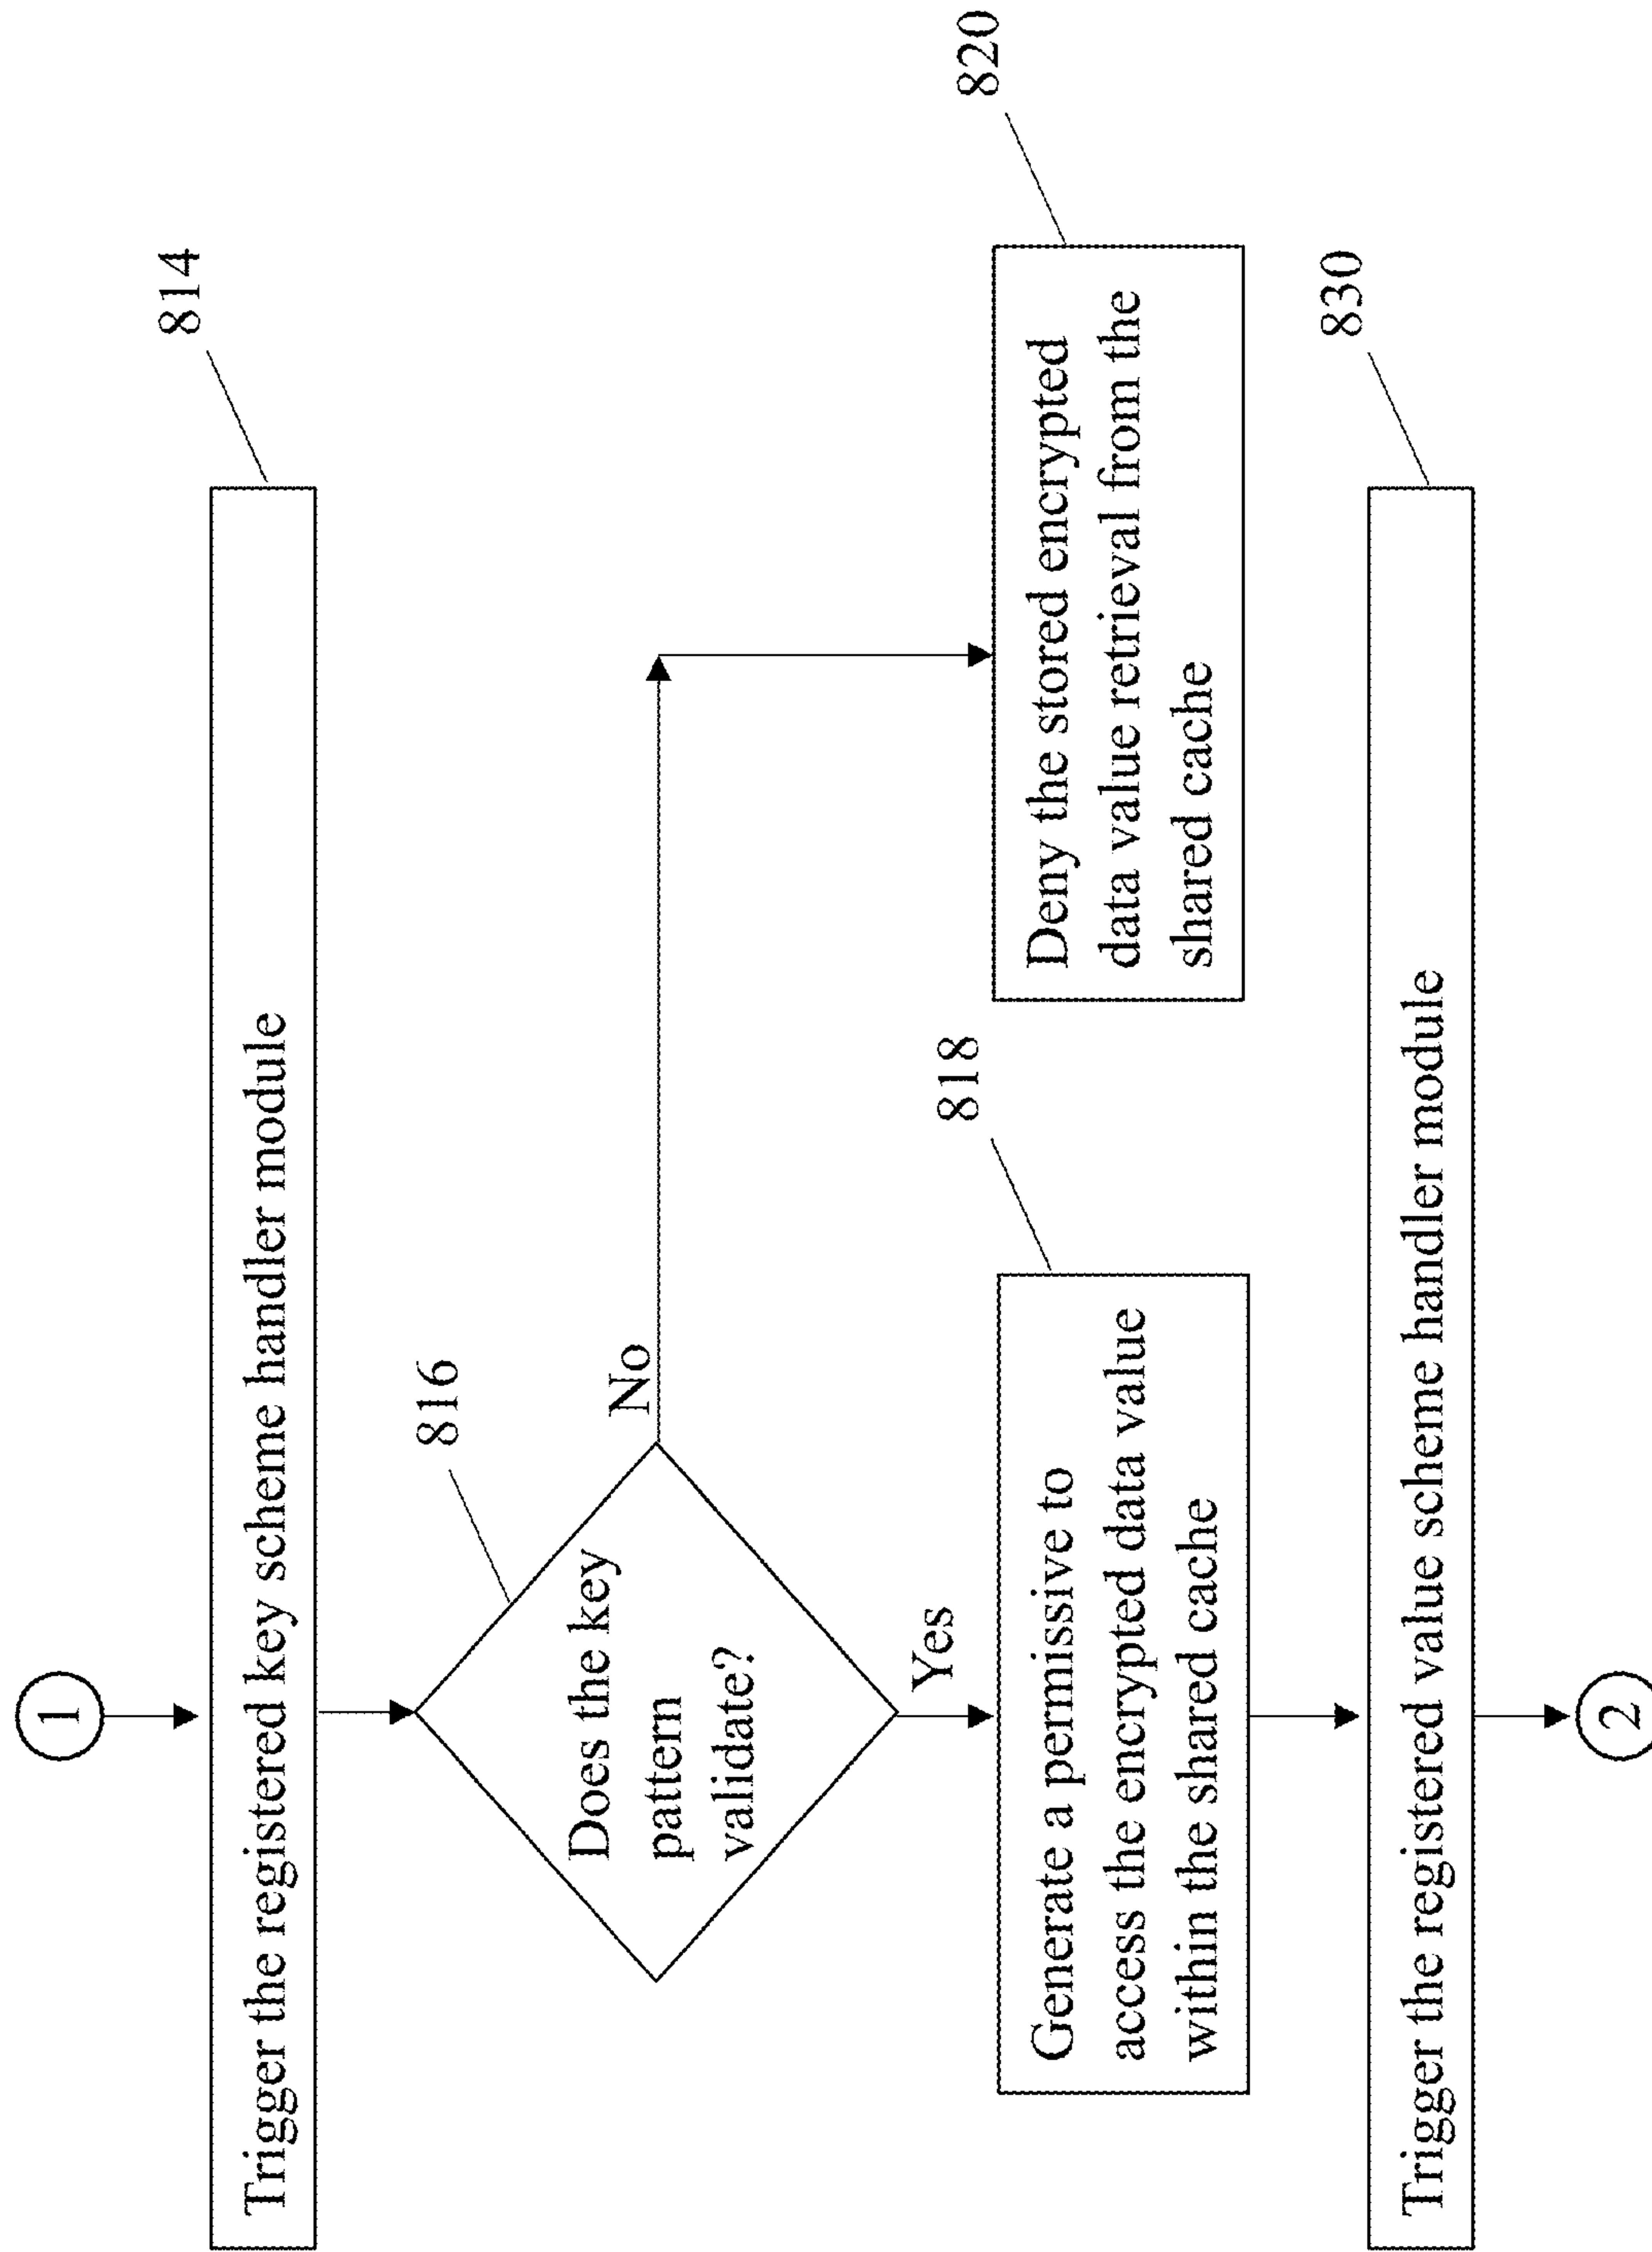 1
814
Trigger the registered key scheme handler module
816
Does the key
pattern
validate?
No
Yes
818
Generate a permissive to
access the encrypted data value
within the shared cache
820
Deny the stored encrypted
data value retrieval from the
shared cache
830
Trigger the registered value scheme handler module
2